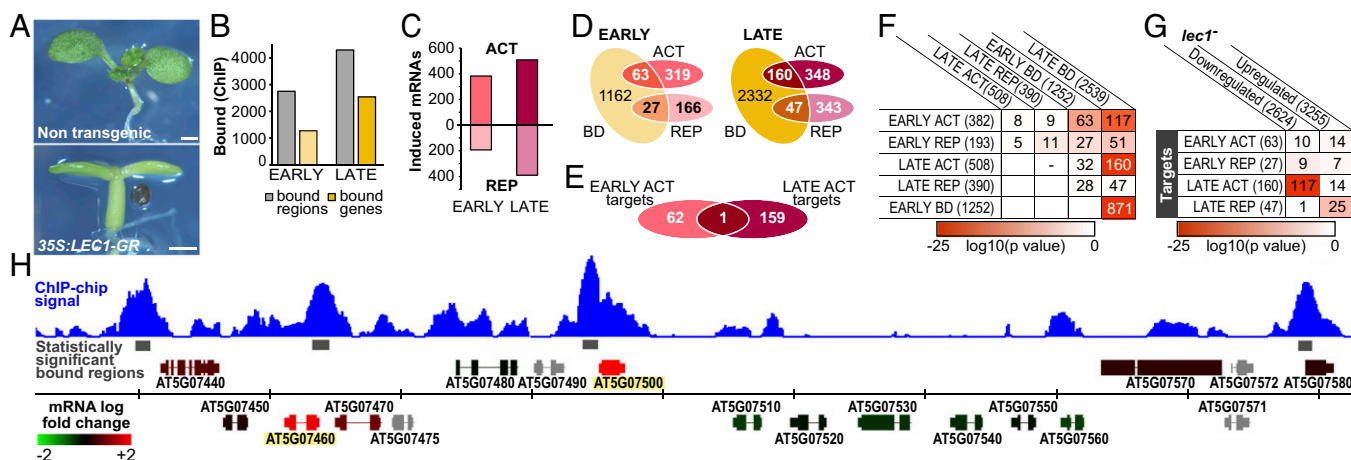 A
Non transgenic
35S:LEC1-GR
B
Bound (ChIP)
4000
3000
2000
1000
0
EARLY LATE
bound regions
bound genes
C
Induced mRNAs
600
400
200
0
200
400
ACT
REP
EARLY LATE
D
EARLY
ACT
63 319
1162
27 166
BD REP
LATE
ACT
160 348
2332
47 343
BD REP
E
EARLY ACT targets
LATE ACT targets
62 1 159
F
LATE ACT(508)
LATE REP(390)
EARLY BD (1252)
LATE BD (2539)
EARLY ACT (382) 8 9 63 117
EARLY REP (193) 5 11 27 51
LATE ACT (508) - 32 160
LATE REP (390) 28 47
EARLY BD (1252) 871
-25 log10(p value) 0
G
lec1-
Downregulated (2624)
Upregulated (3255)
Targets
EARLY ACT (63) 10 14
EARLY REP (27) 9 7
LATE ACT (160) 117 14
LATE REP (47) 1 25
-25 log10(p value) 0
H
ChIP-chip signal
Statistically significant bound regions
AT5G07440
AT5G07480
AT5G07490
AT5G07500
AT5G07570
AT5G07572
AT5G07580
mRNA log fold change
-2 +2
AT5G07450
AT5G07460
AT5G07470
AT5G07475
AT5G07510
AT5G07520
AT5G07530
AT5G07540
AT5G07550
AT5G07560
AT5G07571